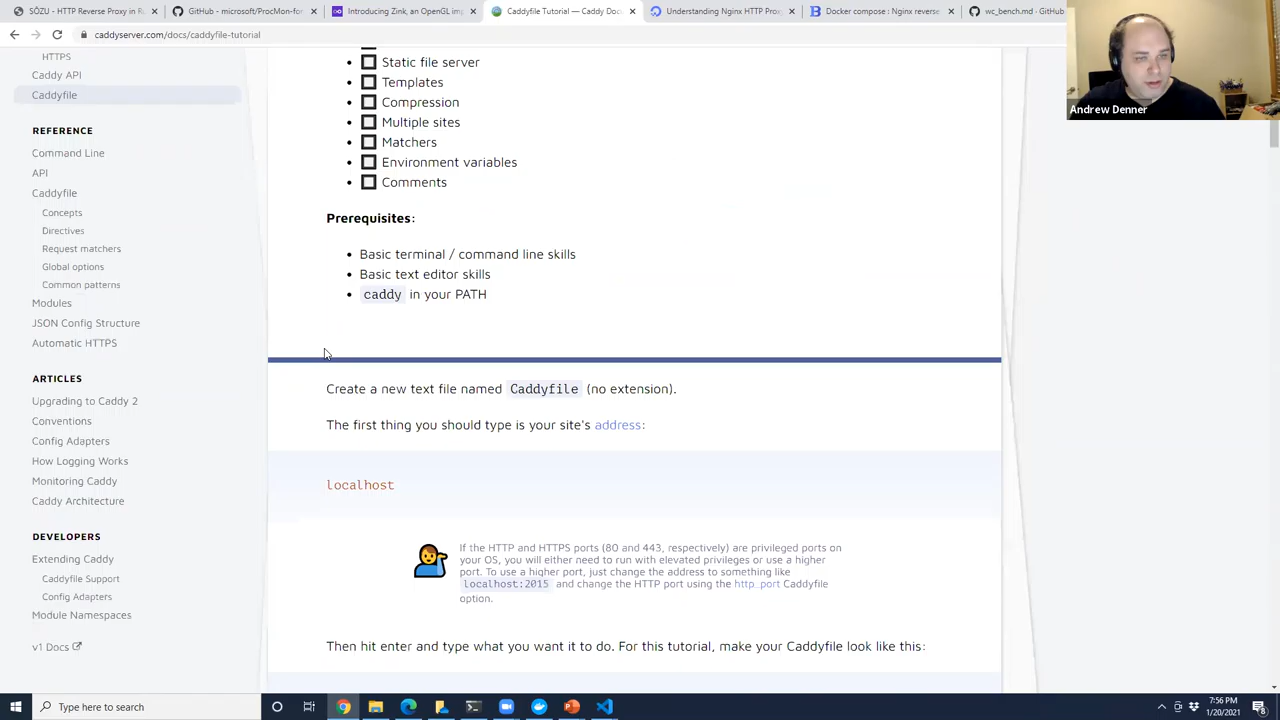 SŌZU - HTTP Reverse Proxy in R
GitHub - microsoft/ProcMon-for
Introducing Zink, an OpenGL im
Caddyfile Tutorial — Caddy Doc
Understanding Nginx HTTP Pro
Docker compose : Nginx reverse
wc_bench.md · GitHub
caddyserver.com/docs/caddyfile-tutorial
HTTPS
Caddy API
Caddyfile
REFERENCE
Command Line
API
Caddyfile
Concepts
Directives
Request matchers
Global options
Common patterns
Modules
JSON Config Structure
Automatic HTTPS
ARTICLES
Upgrading to Caddy 2
Conventions
Config Adapters
How Logging Works
Monitoring Caddy
Caddy Architecture
DEVELOPERS
Extending Caddy
Caddyfile Support
Config Adapters
Module Namespaces
v1 Docs
Static file server
Templates
Compression
Multiple sites
Matchers
Environment variables
Comments
Prerequisites:
Basic terminal / command line skills
Basic text editor skills
caddy in your PATH
Create a new text file named Caddyfile (no extension).
The first thing you should type is your site's address:
localhost
If the HTTP and HTTPS ports (80 and 443, respectively) are privileged ports on
your OS, you will either need to run with elevated privileges or use a higher
port. To use a higher port, just change the address to something like
localhost:2015 and change the HTTP port using the http_port Caddyfile
option.
Then hit enter and type what you want it to do. For this tutorial, make your Caddyfile look like this:
Andrew Denner
Type here to search
7:56 PM
1/20/2021
8